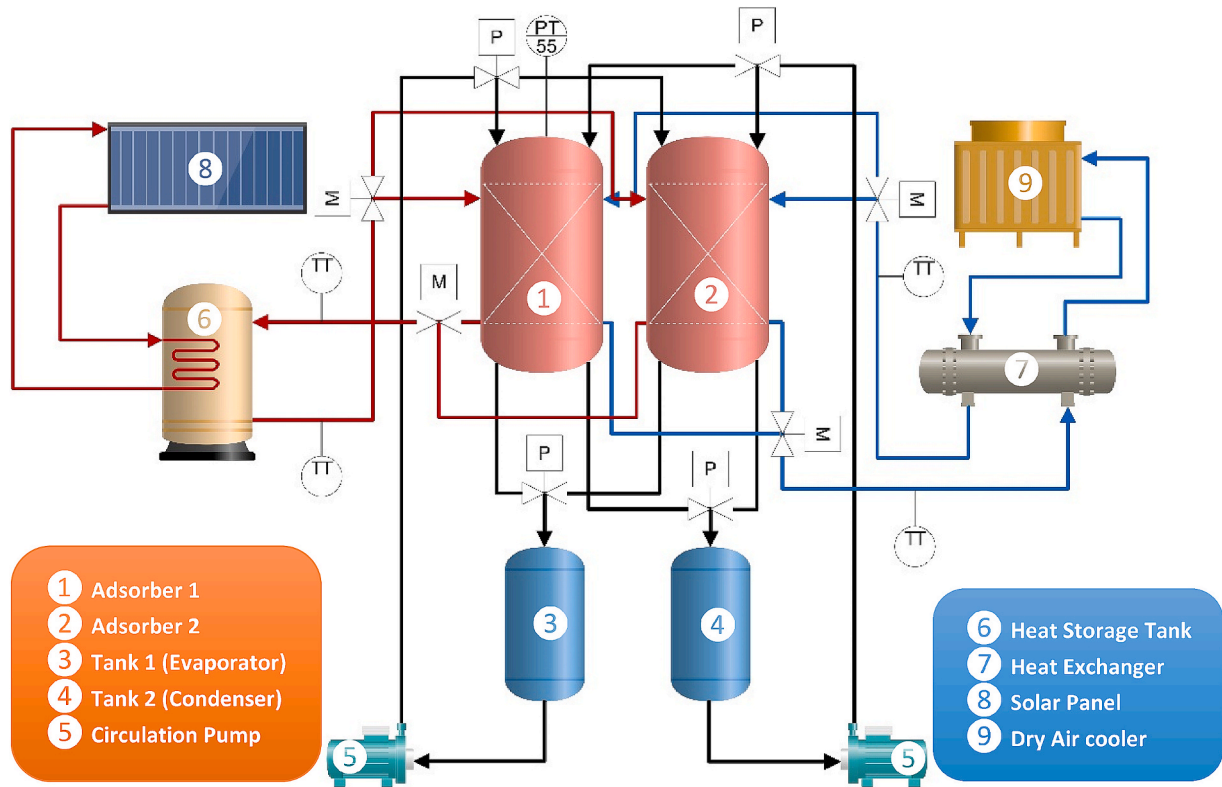 P
PT
55
P
8
M
M
9
TT
TT
M
1
2
6
7
TT
M
P
P
TT
3
4
5
5
1 Adsorber 1
2 Adsorber 2
3 Tank 1 (Evaporator)
4 Tank 2 (Condenser)
5 Circulation Pump
6 Heat Storage Tank
7 Heat Exchanger
8 Solar Panel
9 Dry Air cooler